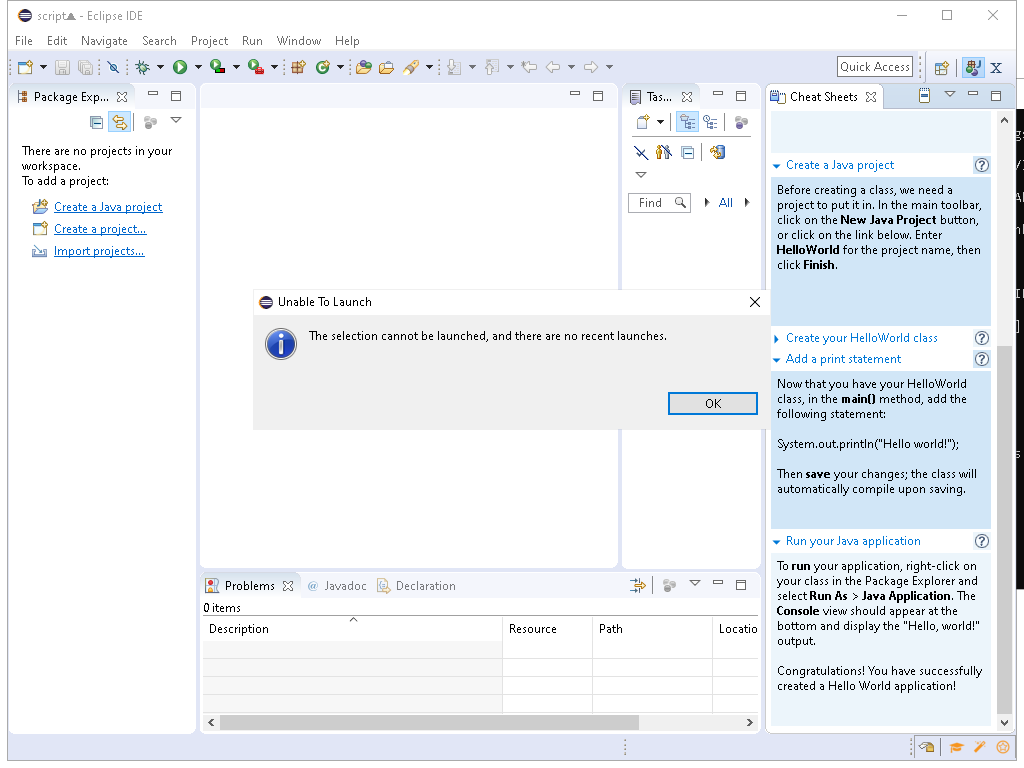 script▲ - Eclipse IDE
File Edit Navigate Search Project Run Window Help
Quick Access
Package Exp...
There are no projects in your
workspace.
To add a project:
Create a Java project
Create a project...
Import projects...
Tas...
Find
All
Cheat Sheets
Create a Java project
Before creating a class, we need a
project to put it in. In the main toolbar,
click on the New Java Project button,
or click on the link below. Enter
HelloWorld for the project name, then
click Finish.
Create your HelloWorld class
Add a print statement
Now that you have your HelloWorld
class, in the main() method, add the
following statement:
System.out.println("Hello world!");
Then save your changes; the class will
automatically compile upon saving.
Run your Java application
To run your application, right-click on
your class in the Package Explorer and
select Run As > Java Application. The
Console view should appear at the
bottom and display the "Hello, world!"
output.
Congratulations! You have successfully
created a Hello World application!
Unable To Launch
The selection cannot be launched, and there are no recent launches.
OK
Problems @ Javadoc Declaration
0 items
Description Resource Path Locatio